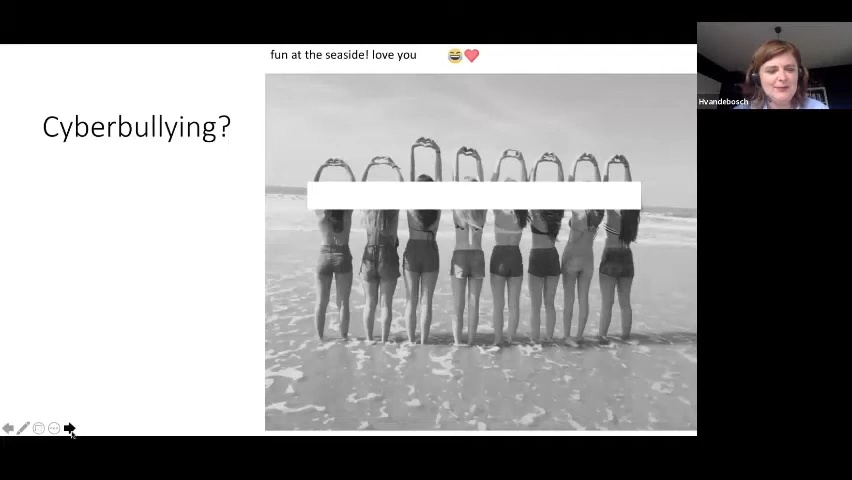 fun at the seaside! love you 😆❤️
Cyberbullying?
Hvandebosch